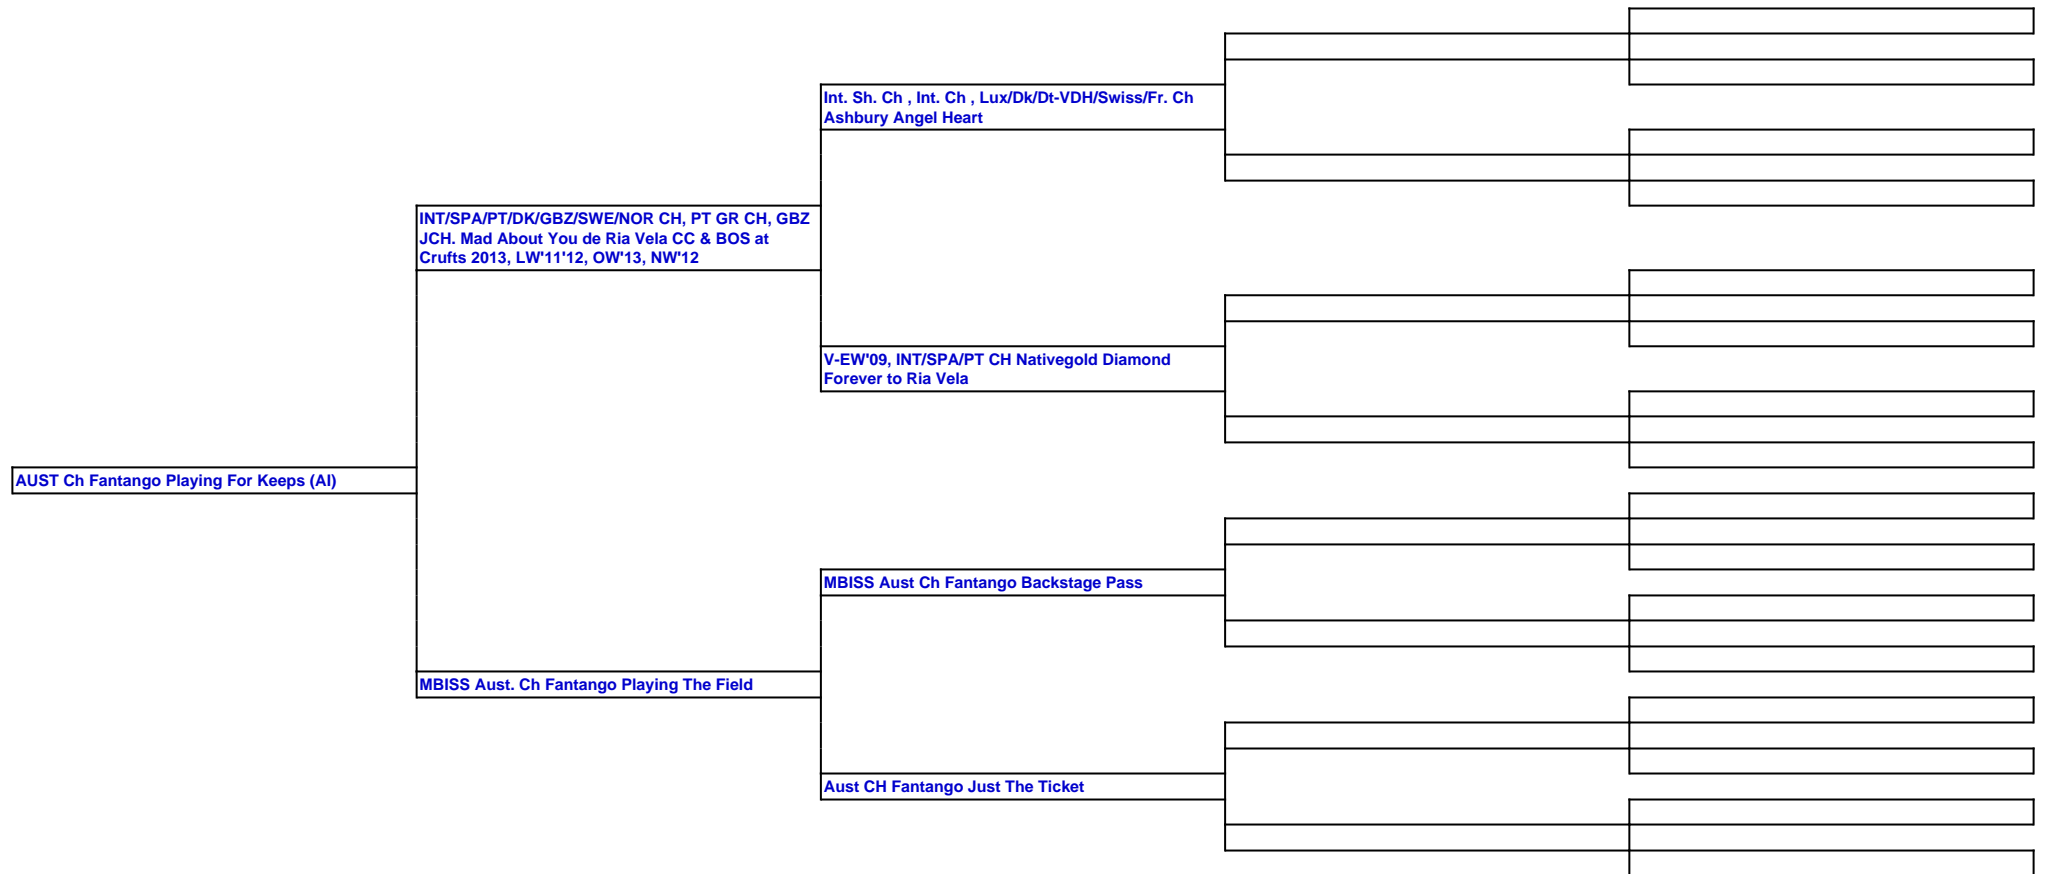 Int. Sh. Ch , Int. Ch , Lux/Dk/Dt-VDH/Swiss/Fr. Ch
Ashbury Angel Heart
INT/SPA/PT/DK/GBZ/SWE/NOR CH, PT GR CH, GBZ
JCH. Mad About You de Ria Vela CC & BOS at
Crufts 2013, LW'11'12, OW'13, NW'12
V-EW'09, INT/SPA/PT CH Nativegold Diamond
Forever to Ria Vela
AUST Ch Fantango Playing For Keeps (AI)
MBISS Aust Ch Fantango Backstage Pass
MBISS Aust. Ch Fantango Playing The Field
Aust CH Fantango Just The Ticket